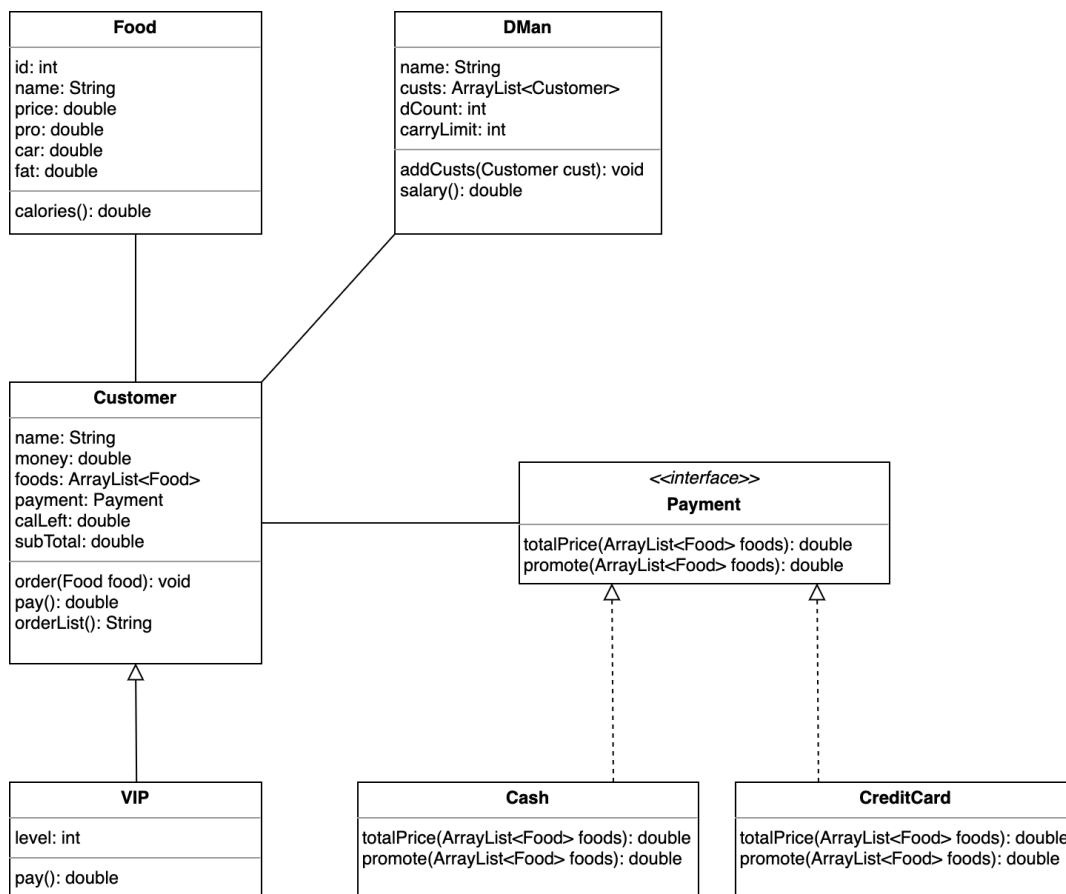 Food
id: int
name: String
price: double
pro: double
car: double
fat: double
calories(): double
DMan
name: String
custs: ArrayList<Customer>
dCount: int
carryLimit: int
addCusts(Customer cust): void
salary(): double
Customer
name: String
money: double
foods: ArrayList<Food>
payment: Payment
calLeft: double
subTotal: double
order(Food food): void
pay(): double
orderList(): String
<<interface>>
Payment
totalPrice(ArrayList<Food> foods): double
promote(ArrayList<Food> foods): double
VIP
level: int
pay(): double
Cash
totalPrice(ArrayList<Food> foods): double
promote(ArrayList<Food> foods): double
CreditCard
totalPrice(ArrayList<Food> foods): double
promote(ArrayList<Food> foods): double